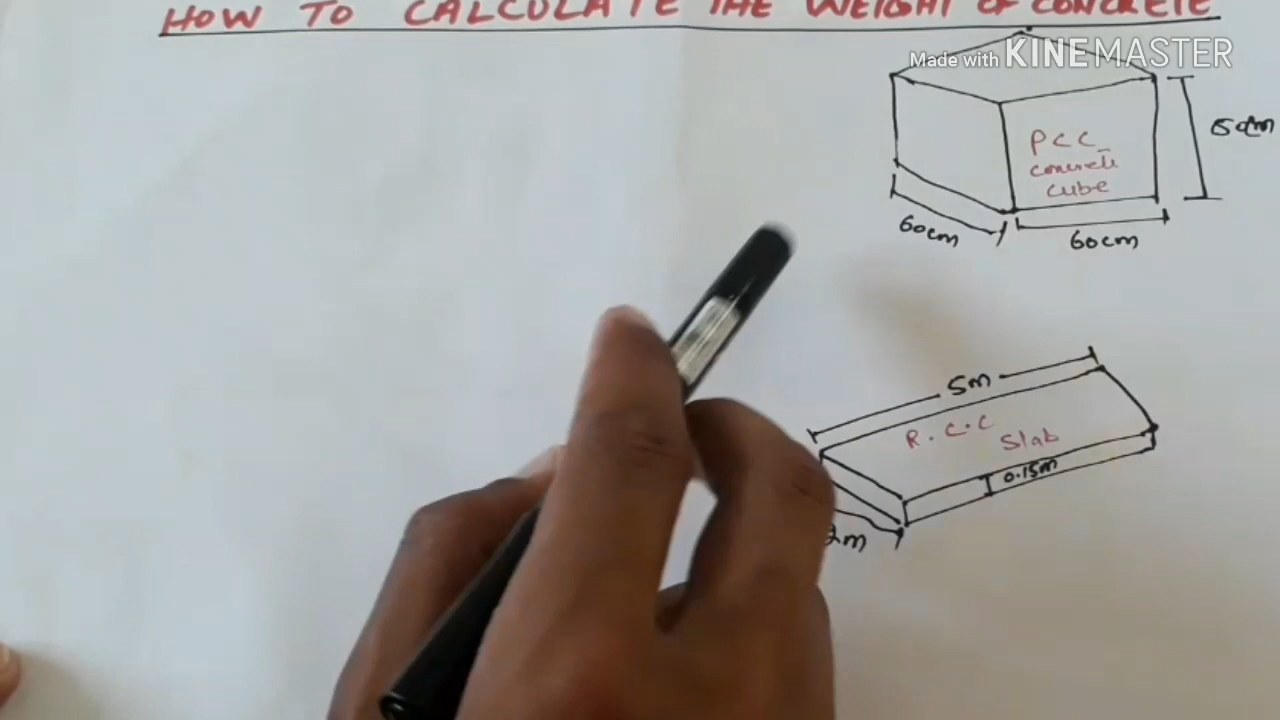 HOW TO CALCULATE THE WEIGHT OF CONCRETE
Made with KINEMASTER
PCC
concrete
cube
60cm
60cm
5m
R.C.C
Slab
0.15m
2m